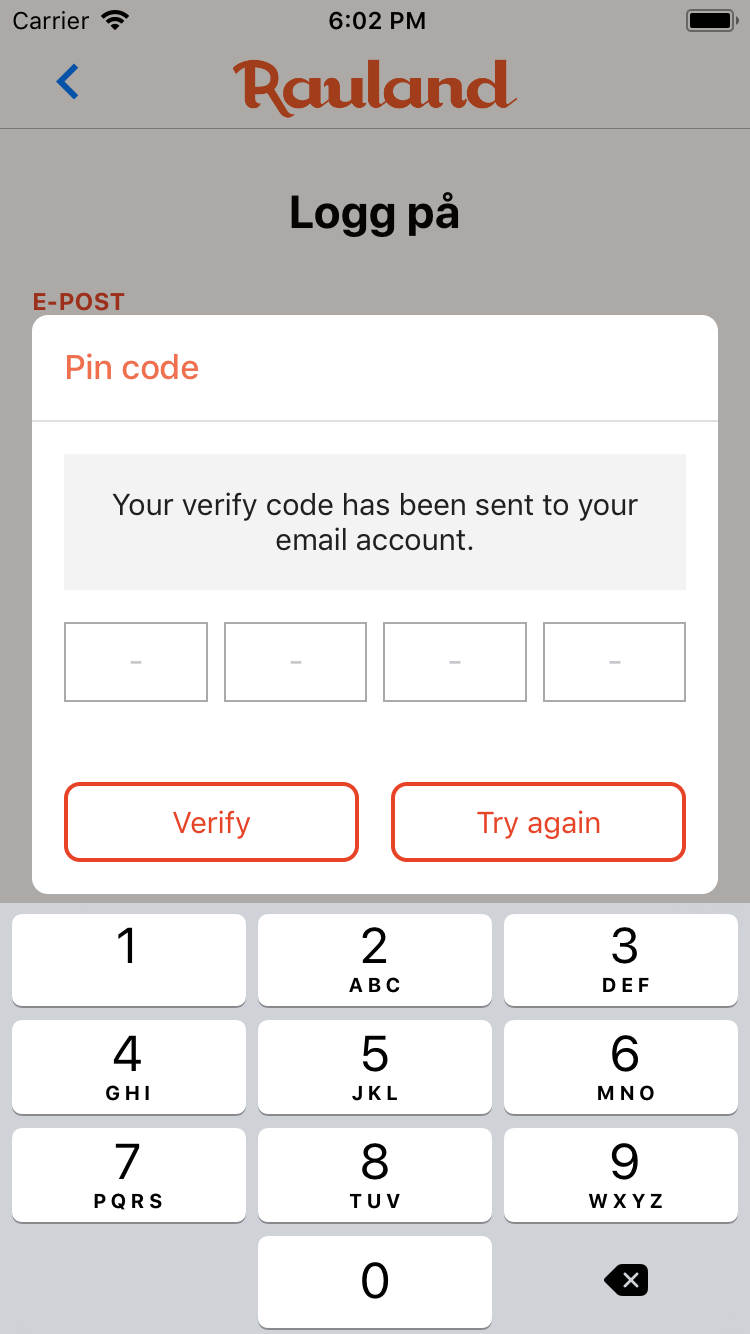 Carrier 6:02 PM
Rauland
Logg på
E-POST
Pin code
Your verify code has been sent to your
email account.
- - - -
Verify Try again
1 2 3
ABC DEF
4 5 6
GHI JKL MNO
7 8 9
PQRS TUV WXYZ
0